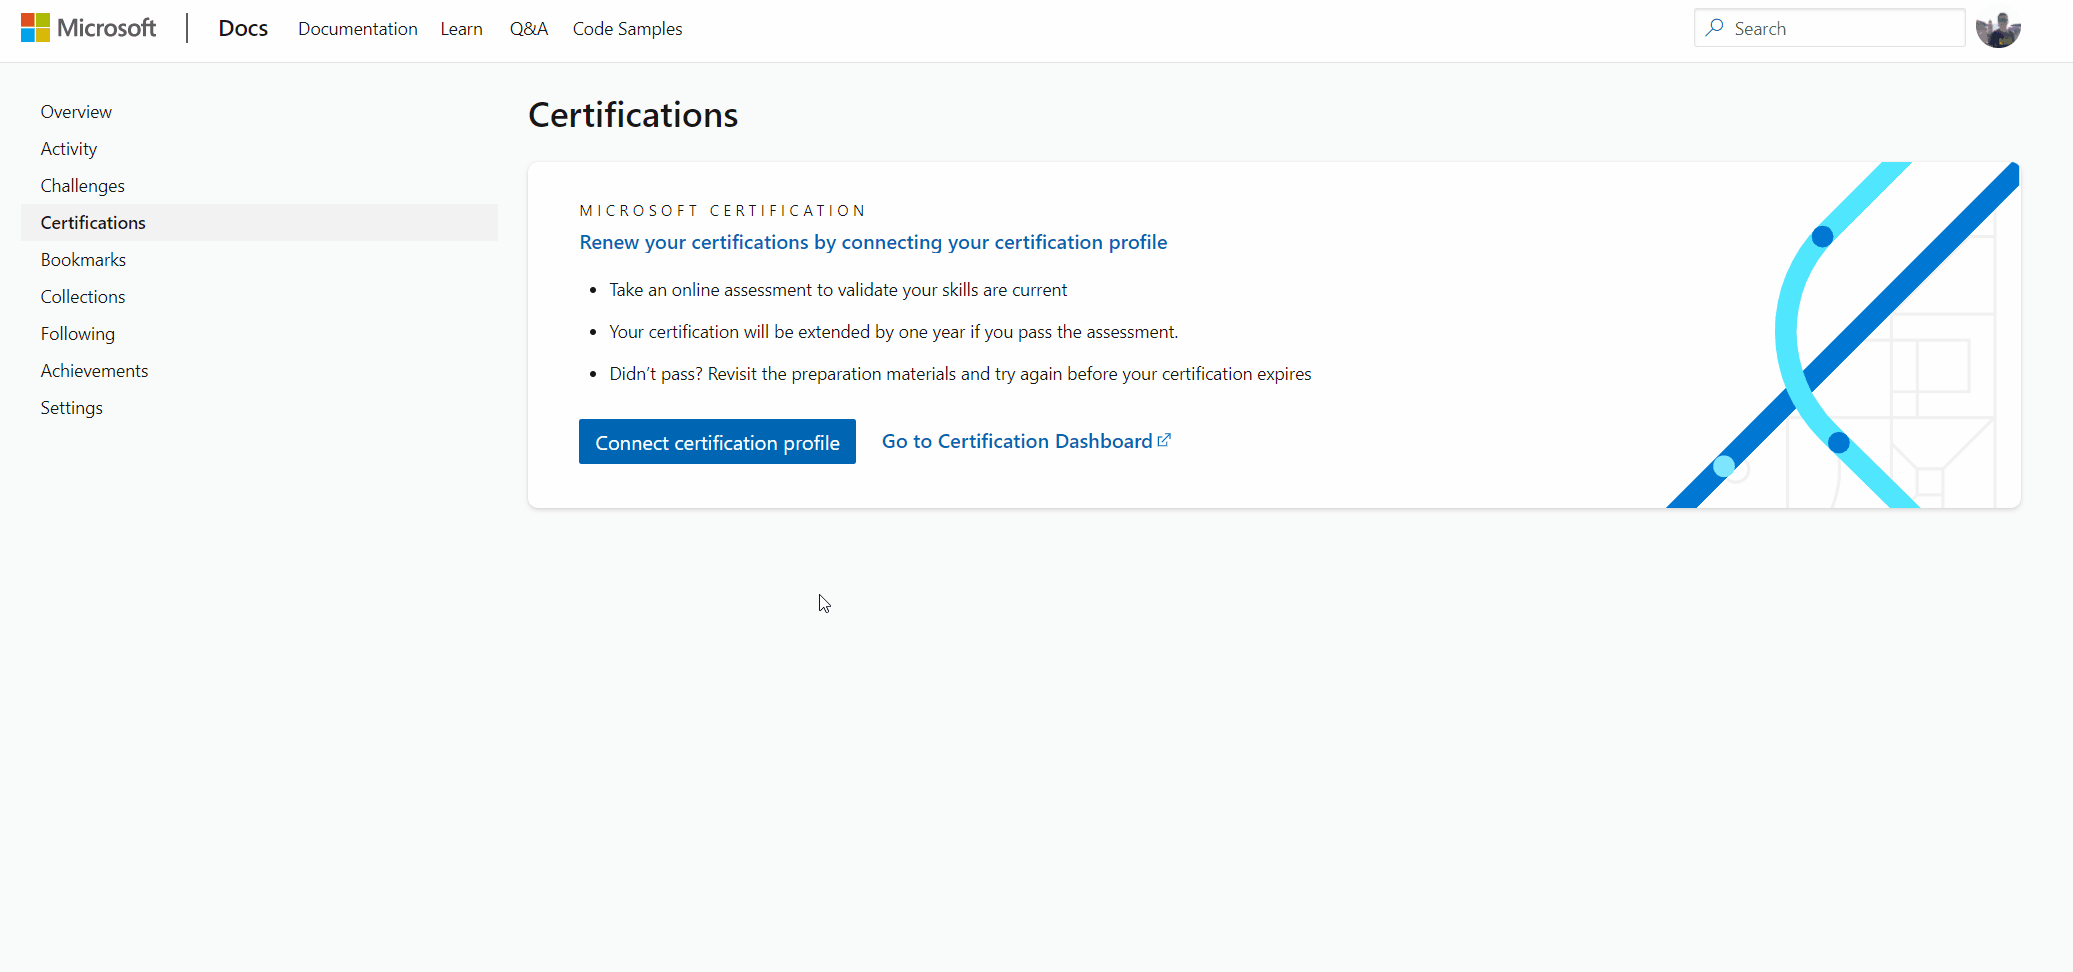 Microsoft
Docs
Documentation
Learn
Q&A
Code Samples
Search
Overview
Activity
Challenges
Certifications
Bookmarks
Collections
Following
Achievements
Settings
Certifications
MICROSOFT CERTIFICATION
Renew your certifications by connecting your certification profile
Take an online assessment to validate your skills are current
Your certification will be extended by one year if you pass the assessment.
Didn’t pass? Revisit the preparation materials and try again before your certification expires
Connect certification profile
Go to Certification Dashboard